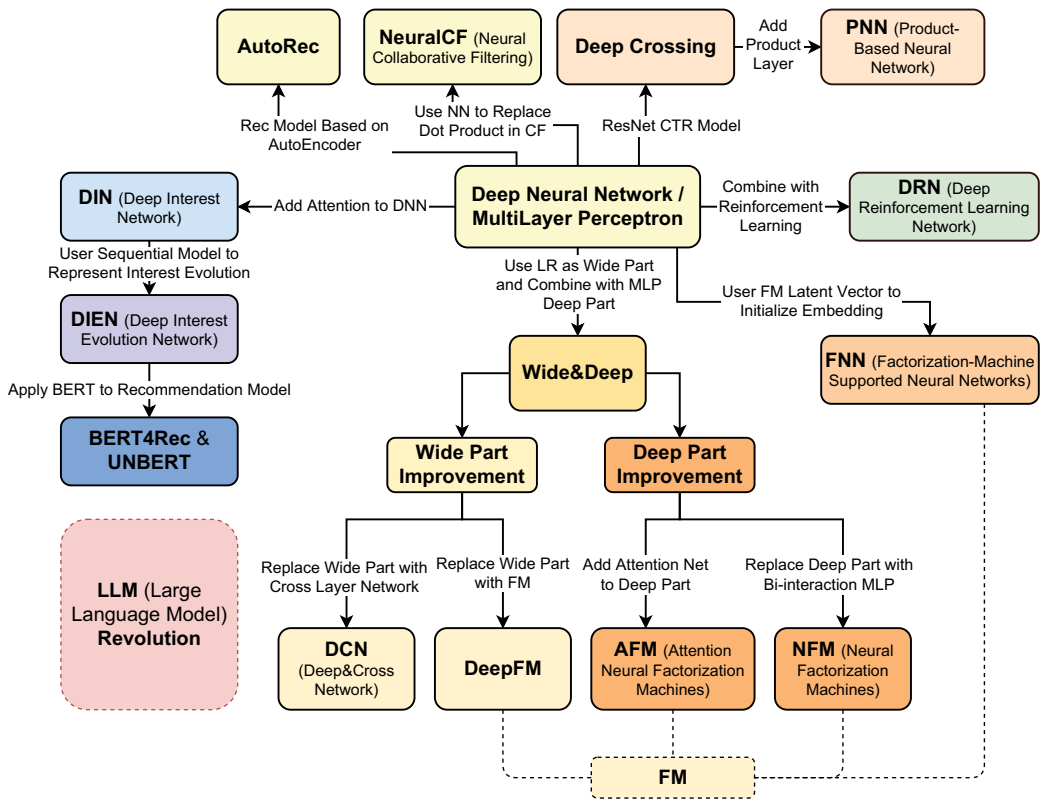 AutoRec
NeuralCF (Neural
Collaborative Filtering)
Deep Crossing
Add
Product
Layer
PNN (Product-
Based Neural
Network)
Rec Model Based on
AutoEncoder
Use NN to Replace
Dot Product in CF
ResNet CTR Model
DIN (Deep Interest
Network)
Add Attention to DNN
Deep Neural Network /
MultiLayer Perceptron
Combine with
Reinforcement
Learning
DRN (Deep
Reinforcement Learning
Network)
User Sequential Model to
Represent Interest Evolution
Use LR as Wide Part
and Combine with MLP
Deep Part
User FM Latent Vector to
Initialize Embedding
DIEN (Deep Interest
Evolution Network)
Wide&Deep
FNN (Factorization-Machine
Supported Neural Networks)
Apply BERT to Recommendation Model
BERT4Rec &
UNBERT
Wide Part
Improvement
Deep Part
Improvement
LLM (Large
Language Model)
Revolution
Replace Wide Part with
Cross Layer Network
Replace Wide Part
with FM
Add Attention Net
to Deep Part
Replace Deep Part with
Bi-interaction MLP
DCN
(Deep&Cross
Network)
DeepFM
AFM (Attention
Neural Factorization
Machines)
NFM (Neural
Factorization
Machines)
FM